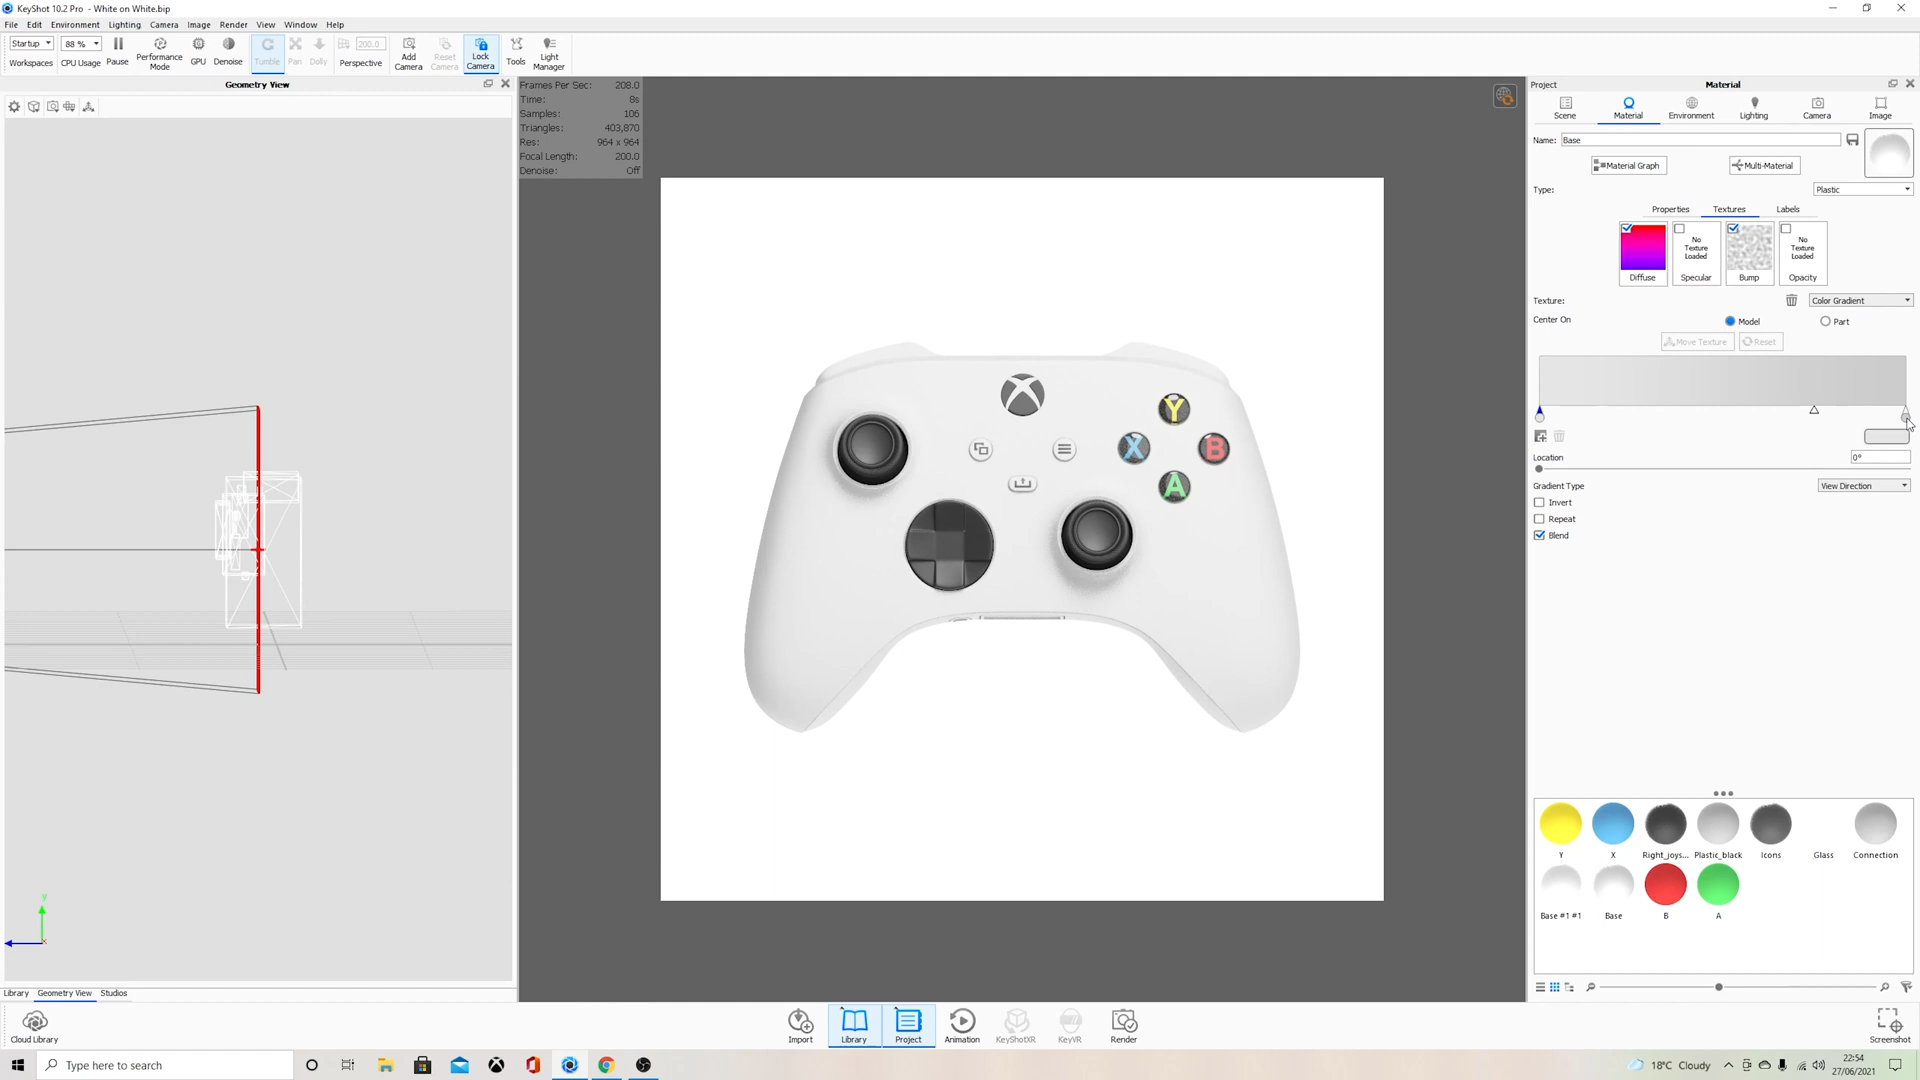 KeyShot 10.2 Pro - White on White.bip
File Edit Environment Lighting Camera Image Render View Window Help
Startup 88 % 200.0
Workspaces CPU Usage Pause Performance Mode GPU Denoise Tumble Pan Dolly Perspective Add Camera Reset Camera Lock Camera Tools Light Manager
Geometry View
Frames Per Sec: 208.0
Time: 8s
Samples: 106
Triangles: 403,870
Res: 964 x 964
Focal Length: 200.0
Denoise: Off
Y
X
B
A
Project Material
Scene Material Environment Lighting Camera Image
Name: Base
Material Graph Multi-Material
Type: Plastic
Properties Textures Labels
No Texture Loaded
No Texture Loaded
Diffuse Specular Bump Opacity
Texture: Color Gradient
Center On Model Part
Move Texture Reset
Location 0°
Gradient Type View Direction
Invert
Repeat
Blend
Y X Right_joys... Plastic_black Icons Glass Connection
Base #1 #1 Base B A
y
x
Library Geometry View Studios
Cloud Library Import Library Project Animation KeyShotXR KeyVR Render Screenshot
Type here to search
18°C Cloudy
22:54
27/06/2021